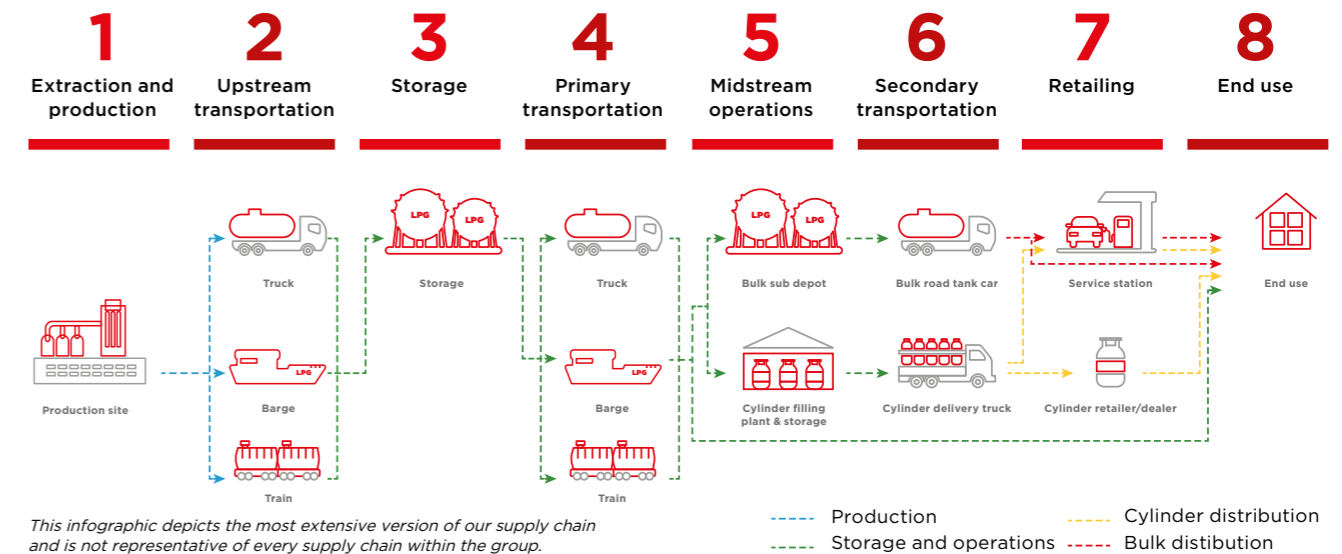 1
Extraction and
production
2
Upstream
transportation
3
Storage
4
Primary
transportation
5
Midstream
operations
6
Secondary
transportation
7
Retailing
8
End use
Truck
LPG
LPG
Storage
Truck
LPG
LPG
Bulk sub depot
Bulk road tank car
Service station
End use
Production site
LPG
Barge
LPG
Barge
Cylinder filling
plant & storage
Cylinder delivery truck
Cylinder retailer/dealer
Train
Train
This infographic depicts the most extensive version of our supply chain
and is not representative of every supply chain within the group.
Production
Storage and operations
Cylinder distribution
Bulk distibution